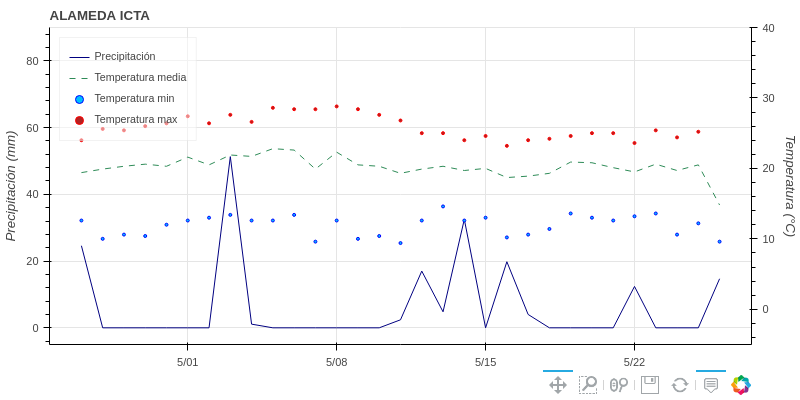 ALAMEDA ICTA
Precipitación
Temperatura media
Temperatura min
Temperatura max
Precipitación (mm)
80
60
40
20
0
Temperatura (°C)
40
30
20
10
0
5/01 5/08 5/15 5/22